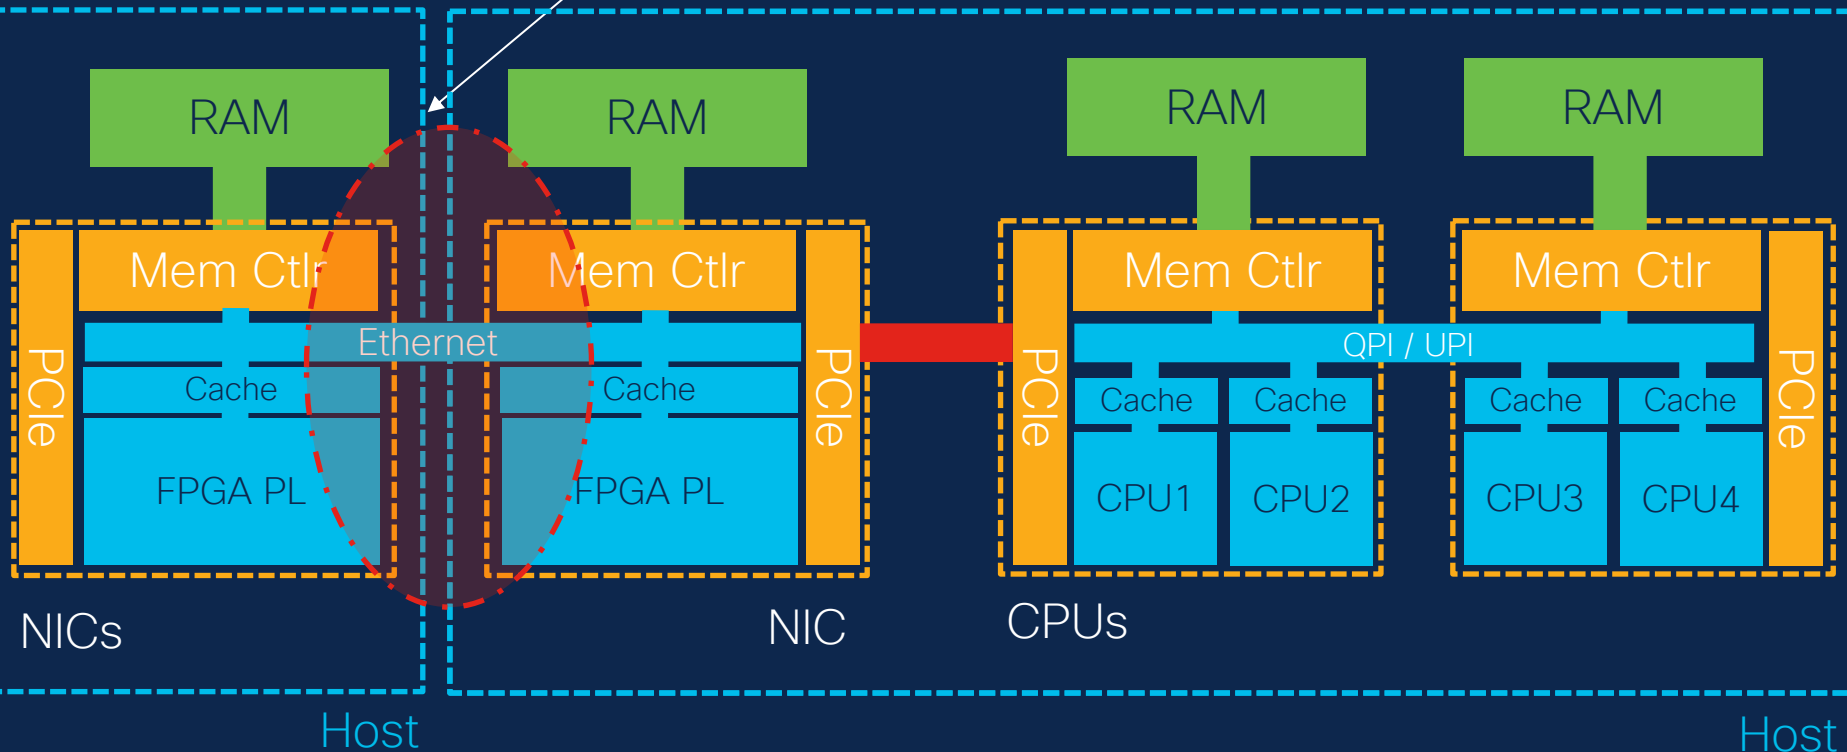 RAM
RAM
RAM
RAM
Mem Ctlr
Mem Ctlr
Mem Ctlr
Mem Ctlr
PCIe
Ethernet
PCIe
PCIe
QPI / UPI
PCIe
Cache
Cache
Cache
Cache
Cache
Cache
FPGA PL
FPGA PL
CPU1
CPU2
CPU3
CPU4
NICs
NIC
CPUs
Host
Host